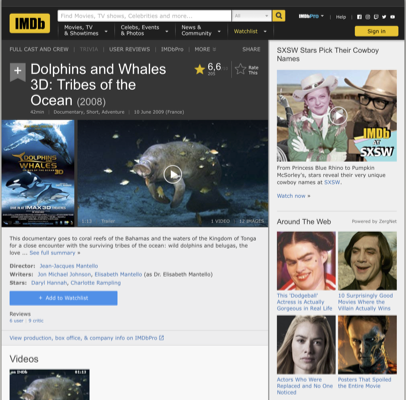 IMDb
Find Movies, TV shows, Celebrities and more...
All
IMDbPro
Help
Movies, TV
& Showtimes
Celebs, Events
& Photos
News &
Community
Watchlist
Sign in
FULL CAST AND CREW | TRIVIA | USER REVIEWS | IMDbPro | MORE
SHARE
Dolphins and Whales
3D: Tribes of the
Ocean (2008)
6,6
Rate
This
42min | Documentary, Short, Adventure | 10 June 2009 (France)
DOLPHINS
AND WHALES 3D
IMAX 3D
1:13 Trailer
1 VIDEO
12 IMAGES
This documentary goes to coral reefs of the Bahamas and the waters of the Kingdom of Tonga
for a close encounter with the surviving tribes of the ocean: wild dolphins and belugas, the
love ... See full summary »
Director: Jean-Jacques Mantello
Writers: Jon Michael Johnson, Elisabeth Mantello (as Dr. Elisabeth Mantello)
Stars: Daryl Hannah, Charlotte Rampling
+ Add to Watchlist
Reviews
6 user | 9 critic
View production, box office, & company info on IMDbPro
Videos
SXSW Stars Pick Their Cowboy
Names
IMDb
AT
SXSW
From Princess Blue Rhino to Pumpkin
McSorley's, stars reveal their very unique
cowboy names at SXSW.
Watch now »
Around The Web
Powered by ZergNet
This 'Dodgeball'
Actress is Actually
Gorgeous in Real Life
10 Surprisingly Good
Movies Where the
Villain Actually Wins
Actors Who Were
Replaced and No One
Noticed
Posters That Spoiled
the Entire Movie